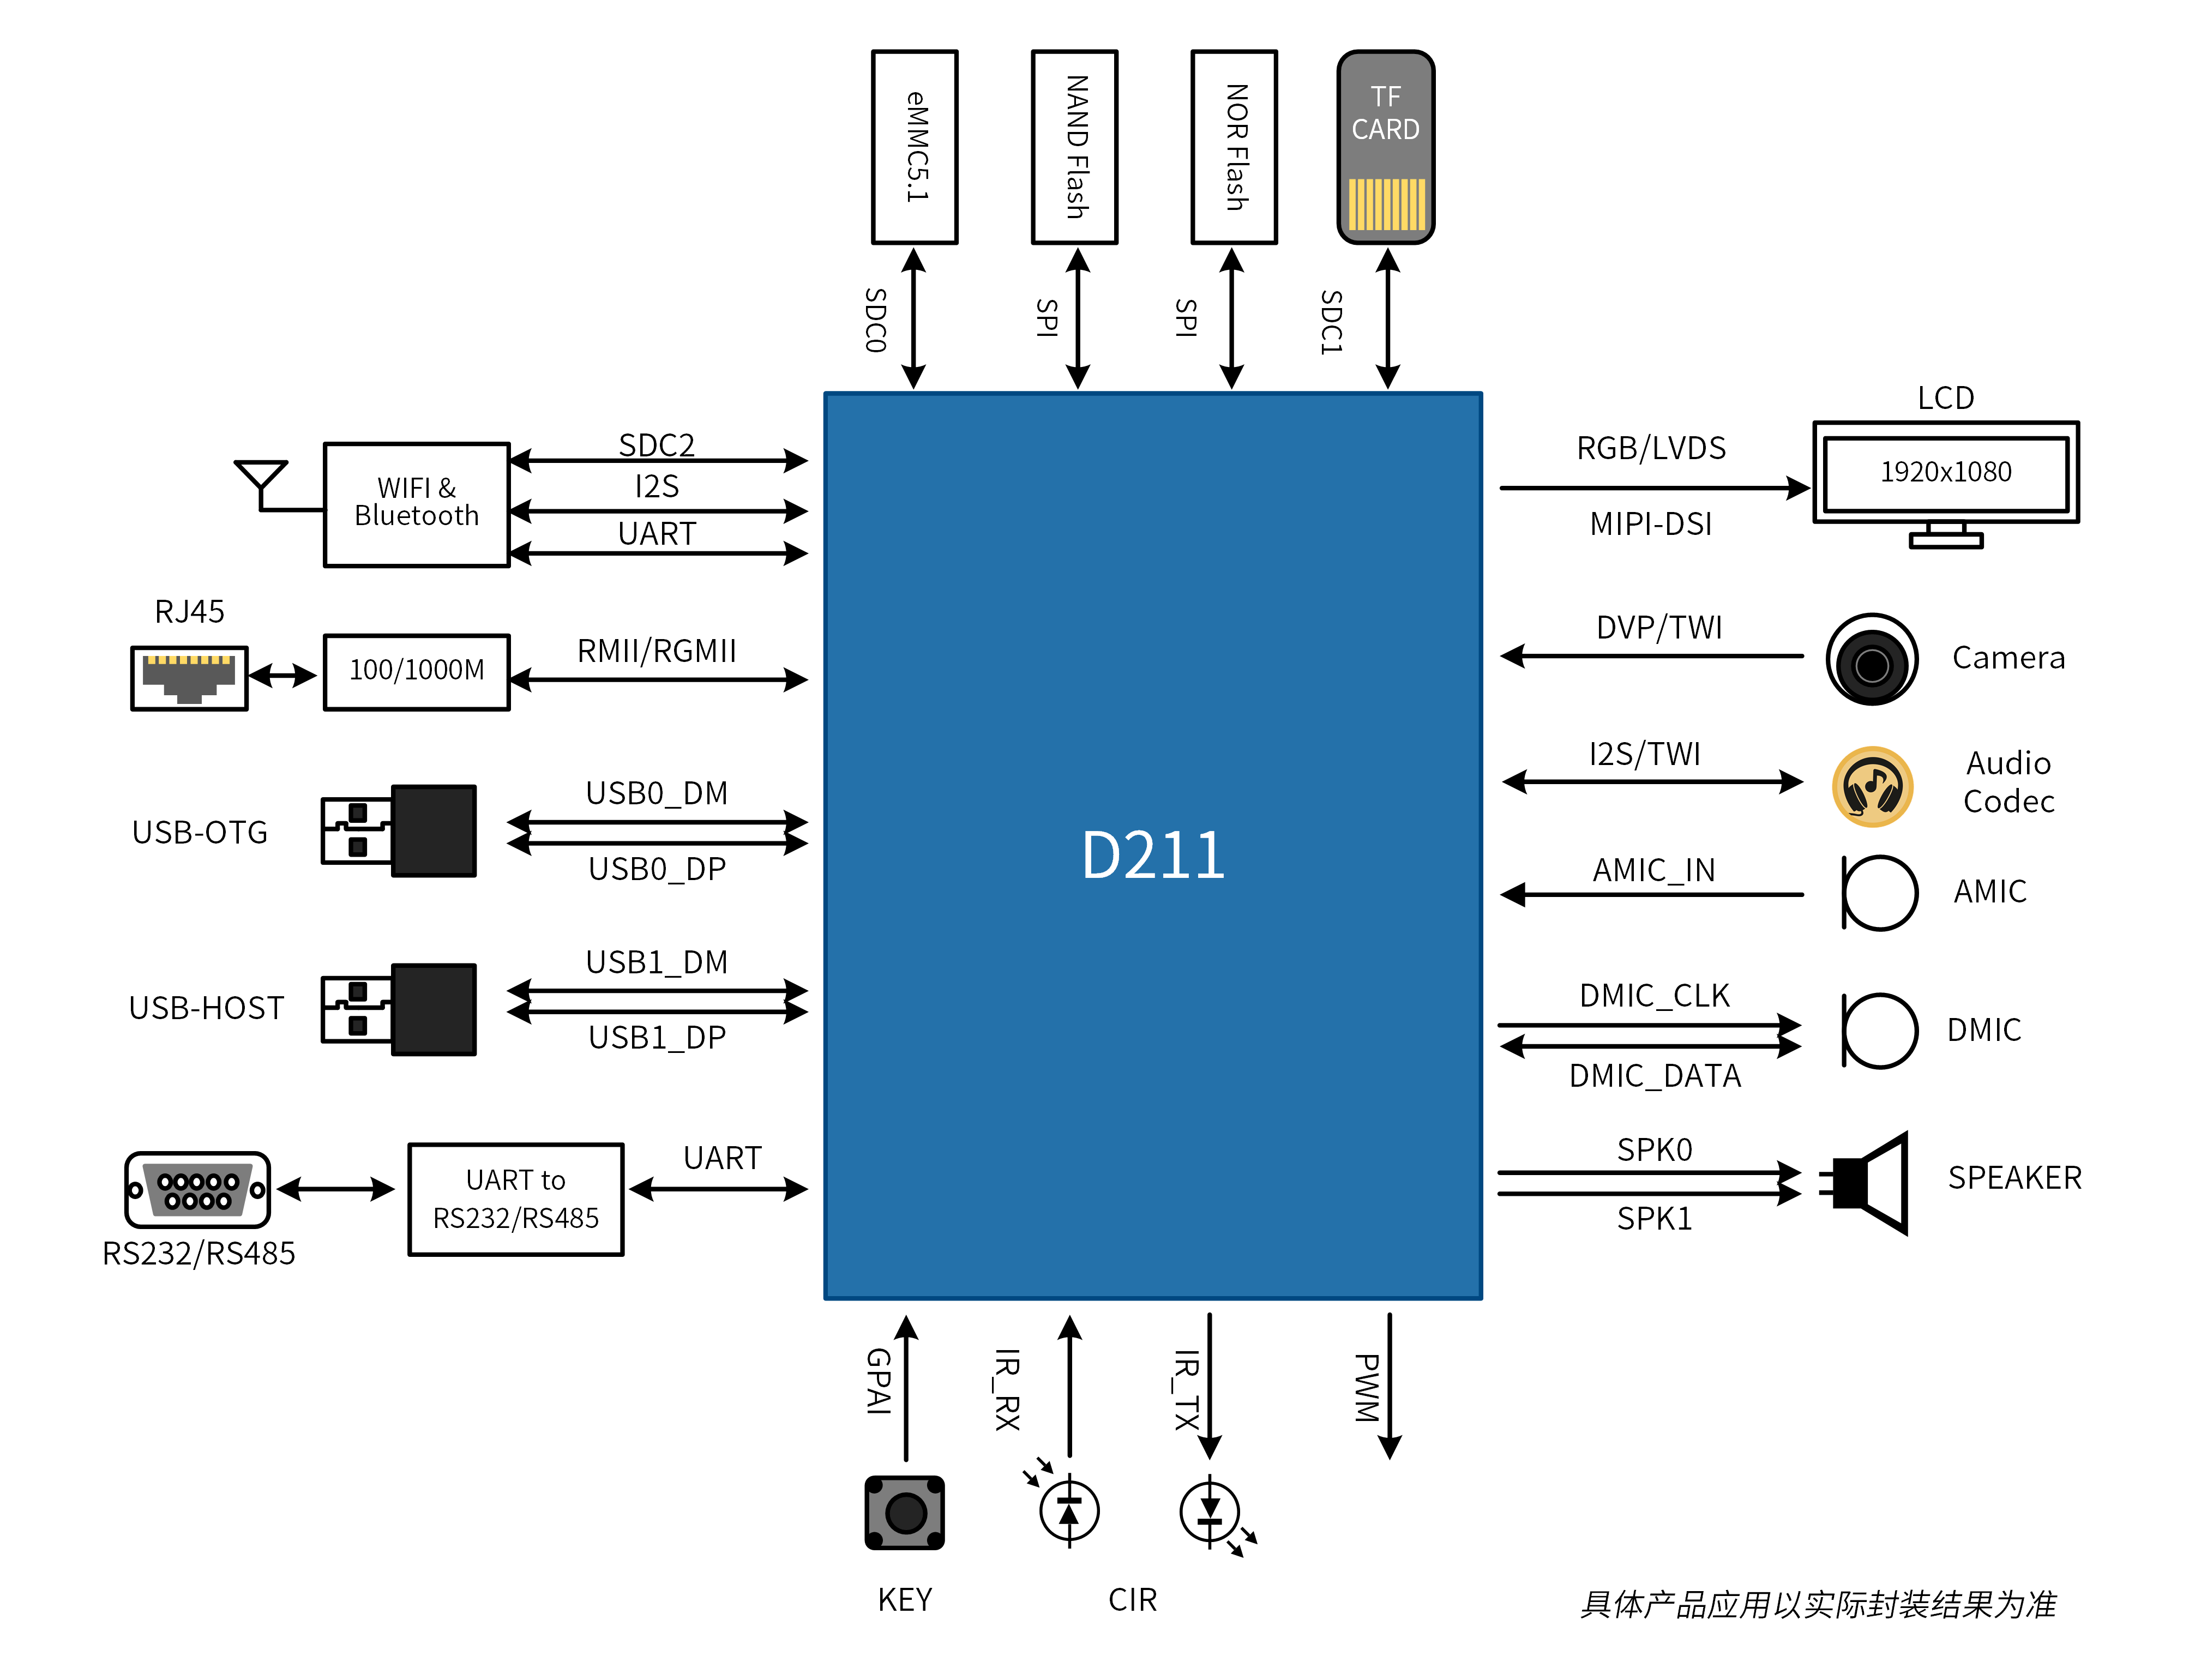 eMMC5.1
NAND Flash
NOR Flash
TF
CARD
SDC0
SPI
SPI
SDC1
WIFI &
Bluetooth
SDC2
I2S
UART
RJ45
100/1000M
RMII/RGMII
USB-OTG
USB0_DM
USB0_DP
USB-HOST
USB1_DM
USB1_DP
RS232/RS485
UART to
RS232/RS485
UART
D211
LCD
1920x1080
RGB/LVDS
MIPI-DSI
DVP/TWI
Camera
I2S/TWI
Audio
Codec
AMIC_IN
AMIC
DMIC_CLK
DMIC_DATA
DMIC
SPK0
SPK1
SPEAKER
GPAI
IR_RX
IR_TX
PWM
KEY
CIR
具体产品应用以实际封装结果为准